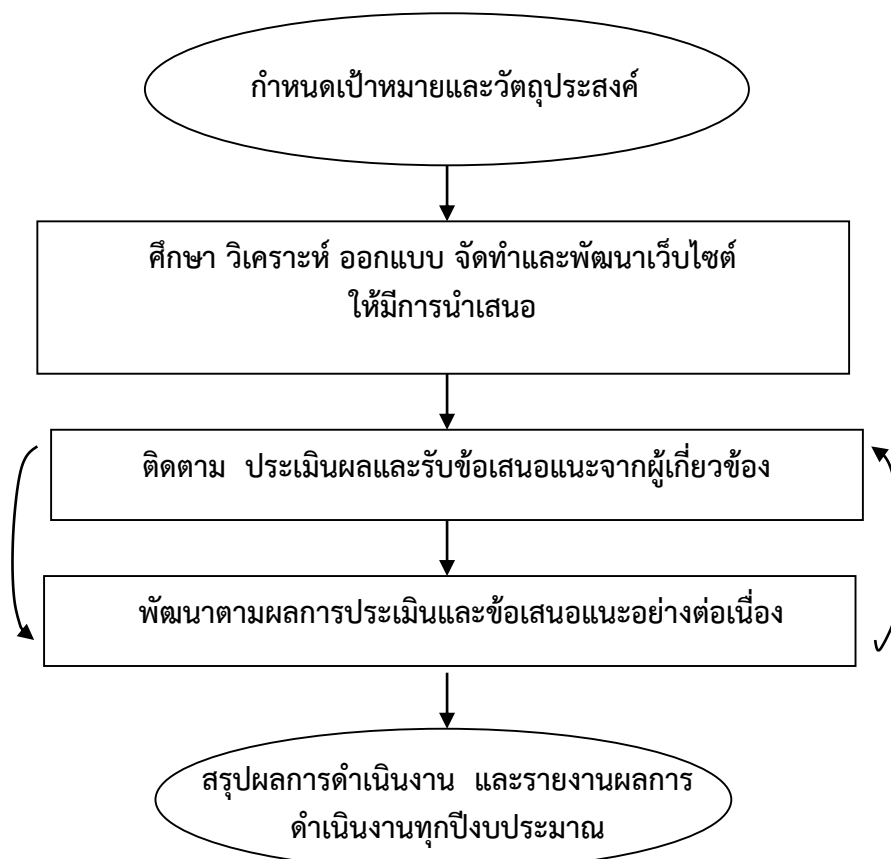 กำหนดเป้าหมายและวัตถุประสงค์
ศึกษา วิเคราะห์ ออกแบบ จัดทำและพัฒนาเว็บไซต์
ให้มีการนำเสนอ
ติดตาม ประเมินผลและรับข้อเสนอแนะจากผู้เกี่ยวข้อง
พัฒนาตามผลการประเมินและข้อเสนอแนะอย่างต่อเนื่อง
สรุปผลการดำเนินงาน และรายงานผลการ
ดำเนินงานทุกปีงบประมาณ